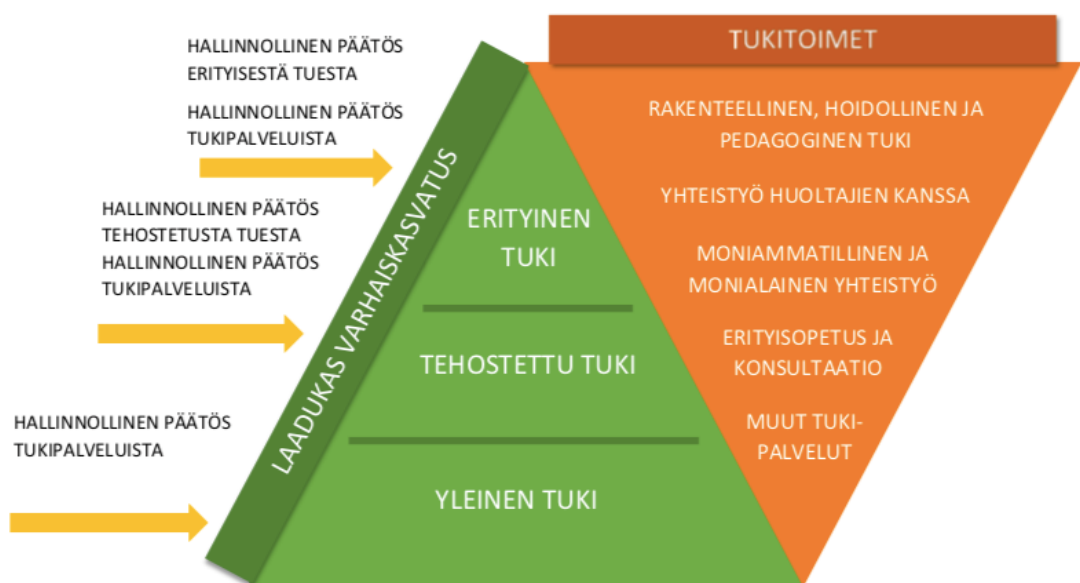 HALLINNOLLINEN PÄÄTÖS
ERITYISESTÄ TUESTA
HALLINNOLLINEN PÄÄTÖS
TUKIPALVELUISTA
HALLINNOLLINEN PÄÄTÖS
TEHOSTETUSTA TUESTA
HALLINNOLLINEN PÄÄTÖS
TUKIPALVELUISTA
HALLINNOLLINEN PÄÄTÖS
TUKIPALVELUISTA
LAADUKAS VARHAISKASVATUS
ERITYINEN
TUKI
TEHOSTETTU TUKI
YLEINEN TUKI
TUKITOIMET
RAKENTEELLINEN, HOIDOLLINEN JA
PEDAGOGINEN TUKI
YHTEISTYÖ HUOLTAJIEN KANSSA
MONIAMMATILLINEN JA
MONIALAINEN YHTEISTYÖ
ERITYISOPETUS JA
KONSULTAATIO
MUUT TUKI-
PALVELUT